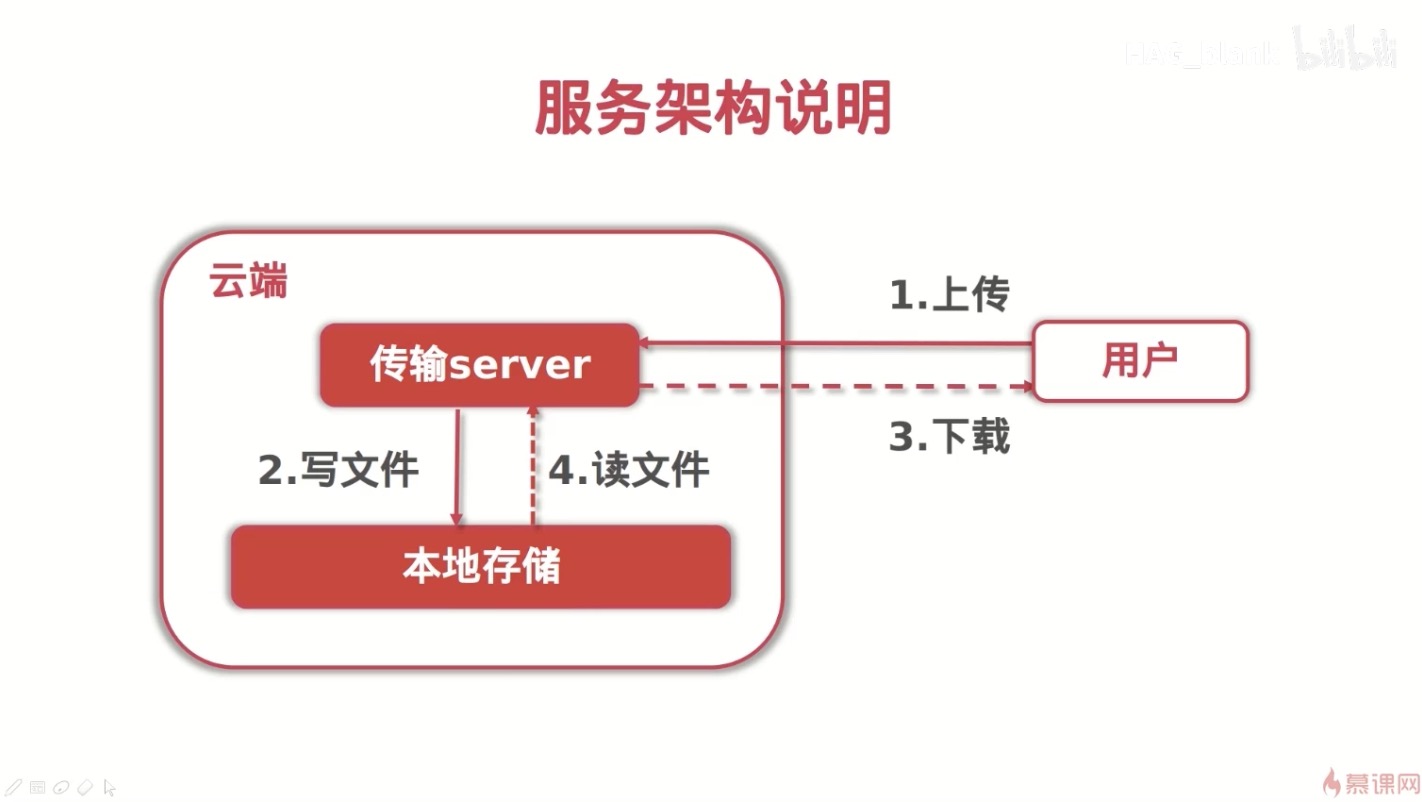 bilibili
服务架构说明
云端
1.上传
传输server
用户
3.下载
2.写文件
4.读文件
本地存储
慕课网